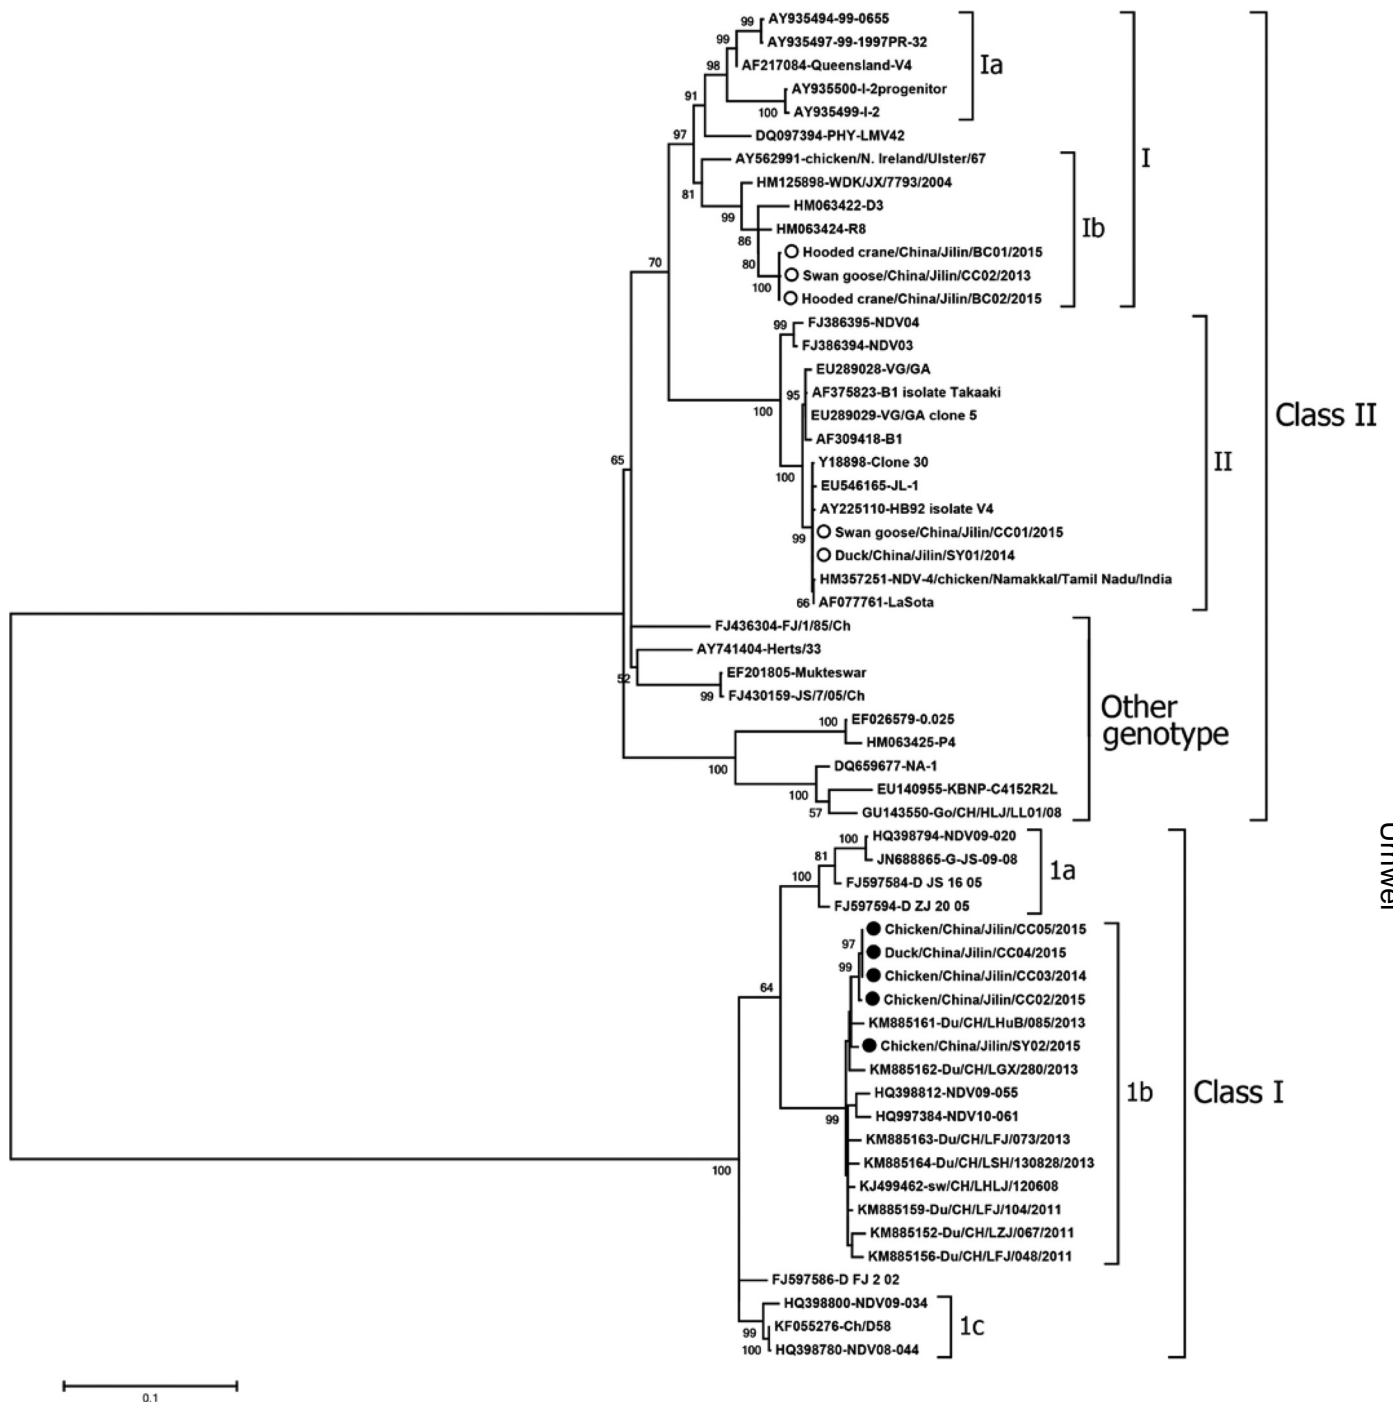 99
AY935494-99-0655
99
AY935497-99-1997PR-32
98
AF217084-Queensland-V4
Ia
91
AY935500-I-2progenitor
100
AY935499-I-2
97
DQ097394-PHY-LMV42
I
AY562991-chicken/N. Ireland/Ulster/67
81
HM125898-WDK/JX/7793/2004
99
HM063422-D3
86
HM063424-R8
Ib
80
Hooded crane/China/Jilin/BC01/2015
70
Swan goose/China/Jilin/CC02/2013
100
Hooded crane/China/Jilin/BC02/2015
99
FJ386395-NDV04
FJ386394-NDV03
EU289028-VG/GA
95
AF375823-B1 isolate Takaaki
100
EU289029-VG/GA clone 5
Class II
AF309418-B1
65
Y18898-Clone 30
II
100
EU546165-JL-1
AY225110-HB92 isolate V4
99
Swan goose/China/Jilin/CC01/2015
Duck/China/Jilin/SY01/2014
HM357251-NDV-4/chicken/Namakkal/Tamil Nadu/India
66
AF077761-LaSota
FJ436304-FJ/1/85/Ch
AY741404-Herts/33
52
EF201805-Mukteswar
99
FJ430159-JS/7/05/Ch
Other
genotype
100
EF026579-0.025
HM063425-P4
100
DQ659677-NA-1
100
EU140955-KBNP-C4152R2L
57
GU143550-Go/CH/HLJ/LL01/08
100
HQ398794-NDV09-020
81
JN688865-G-JS-09-08
1a
100
FJ597584-D JS 16 05
FJ597594-D ZJ 20 05
97
Chicken/China/Jilin/CC05/2015
Duck/China/Jilin/CC04/2015
99
Chicken/China/Jilin/CC03/2014
64
Chicken/China/Jilin/CC02/2015
KM885161-Du/CH/LHuB/085/2013
Chicken/China/Jilin/SY02/2015
KM885162-Du/CH/LGX/280/2013
HQ398812-NDV09-055
1b
Class I
99
HQ997384-NDV10-061
KM885163-Du/CH/LFJ/073/2013
100
KM885164-Du/CH/LSH/130828/2013
KJ499462-sw/CH/LHLJ/120608
KM885159-Du/CH/LFJ/104/2011
KM885152-Du/CH/LZJ/067/2011
KM885156-Du/CH/LFJ/048/2011
FJ597586-D FJ 2 02
HQ398800-NDV09-034
99
KF055276-Ch/D58
1c
100
HQ398780-NDV08-044
0.1